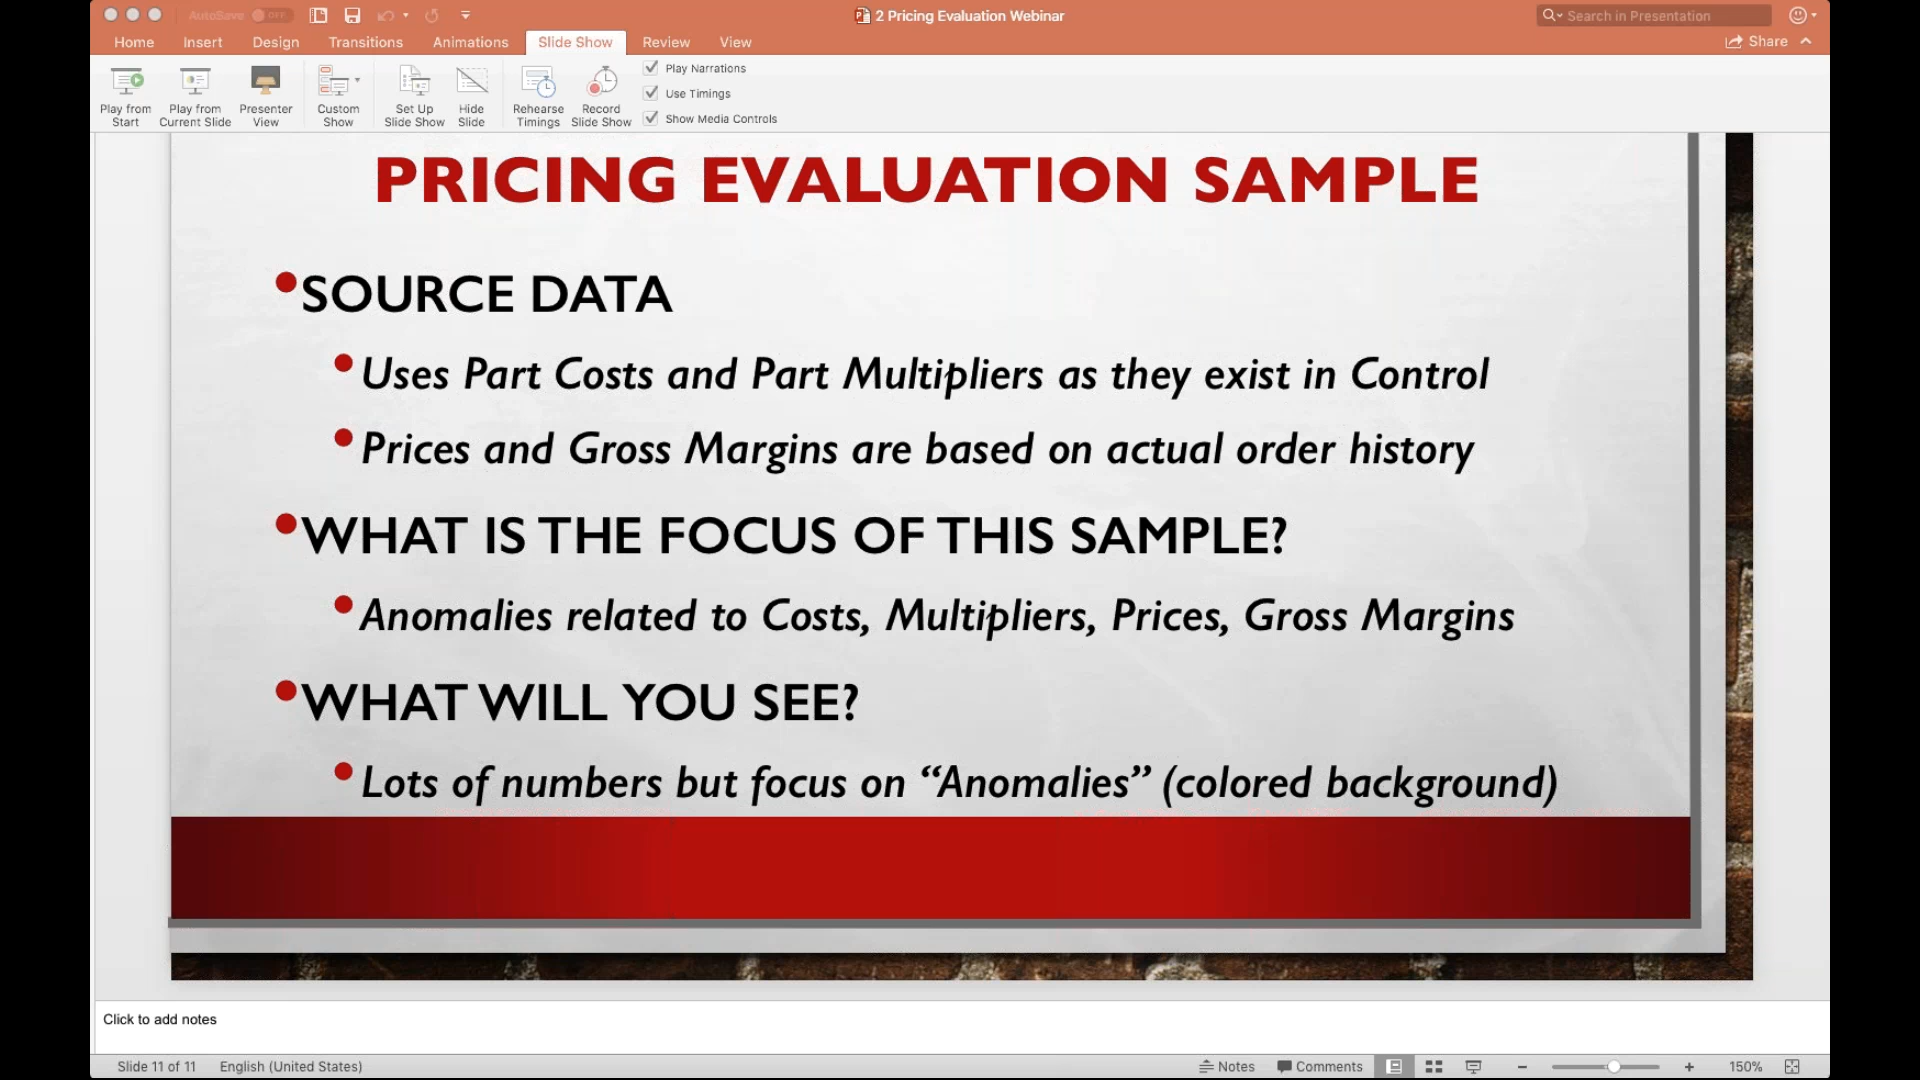 AutoSave OFF
2 Pricing Evaluation Webinar
Search in Presentation
Home Insert Design Transitions Animations Slide Show Review View
Share
Play from Start
Play from Current Slide
Presenter View
Custom Show
Set Up Slide Show
Hide Slide
Rehearse Timings
Record Slide Show
Play Narrations
Use Timings
Show Media Controls
PRICING EVALUATION SAMPLE
•SOURCE DATA
•Uses Part Costs and Part Multipliers as they exist in Control
•Prices and Gross Margins are based on actual order history
•WHAT IS THE FOCUS OF THIS SAMPLE?
•Anomalies related to Costs, Multipliers, Prices, Gross Margins
•WHAT WILL YOU SEE?
•Lots of numbers but focus on “Anomalies” (colored background)
Click to add notes
Slide 11 of 11 English (United States) Notes Comments 150%